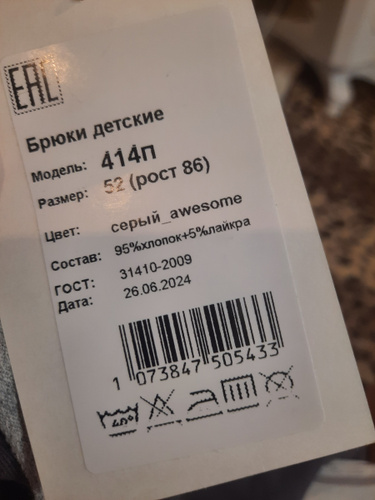 EAC
Брюки детские
Модель: 414п
Размер: 52 (рост 86)
Цвет: серый_awesome
Состав: 95%хлопок+5%лайкра
ГОСТ: 31410-2009
Дата: 26.06.2024
1 073847 505433
40°